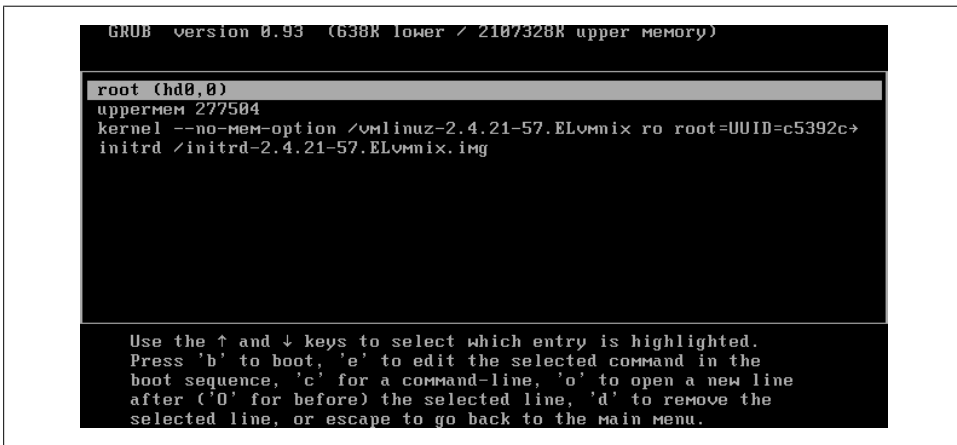 GRUB version 0.93 (638K lower / 2107328K upper memory)
root (hd0,0)
uppermem 277504
kernel --no-mem-option /vmlinuz-2.4.21-57.ELvmnix ro root=UUID=c5392c→
initrd /initrd-2.4.21-57.ELvmnix.img
Use the ↑ and ↓ keys to select which entry is highlighted.
Press 'b' to boot, 'e' to edit the selected command in the
boot sequence, 'c' for a command-line, 'o' to open a new line
after ('O' for before) the selected line, 'd' to remove the
selected line, or escape to go back to the main menu.